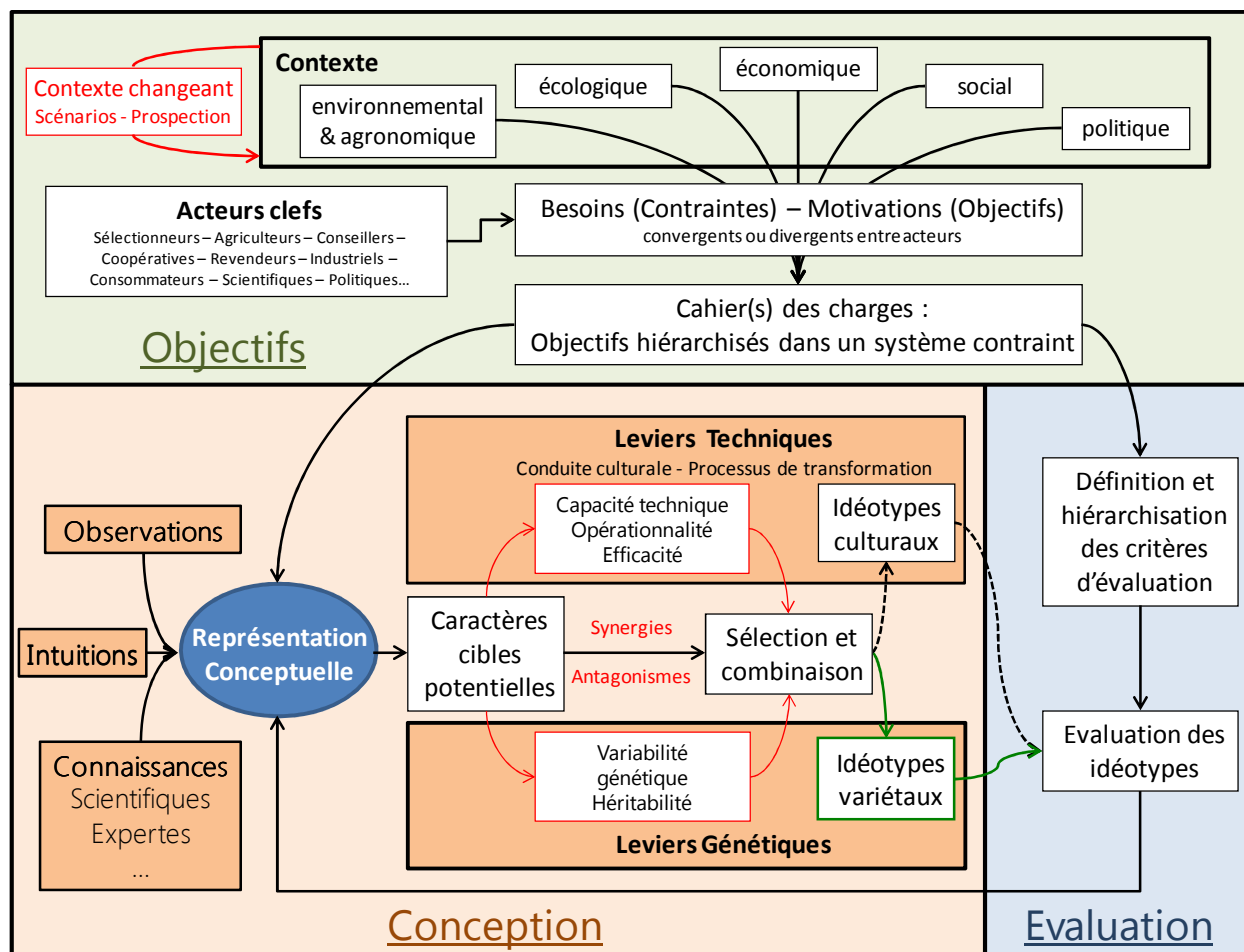 Contexte
Contexte changeant
Scénarios - Prospection
environnemental
& agronomique
écologique
économique
social
politique
Acteurs clefs
Sélectionneurs – Agriculteurs – Conseillers –
Coopératives – Revendeurs – Industriels –
Consommateurs – Scientifiques – Politiques...
Besoins (Contraintes) – Motivations (Objectifs)
convergents ou divergents entre acteurs
Cahier(s) des charges :
Objectifs hiérarchisés dans un système contraint
Objectifs
Leviers Techniques
Conduite culturale - Processus de transformation
Capacité technique
Opérationnalité
Efficacité
Idéotypes
culturaux
Observations
Intuitions
Connaissances
Scientifiques
Expertes
...
Représentation
Conceptuelle
Caractères
cibles
potentielles
Synergies
Antagonismes
Sélection et
combinaison
Variabilité
génétique
Héritabilité
Idéotypes
variétaux
Leviers Génétiques
Conception
Définition et
hiérarchisation
des critères
d'évaluation
Evaluation des
idéotypes
Evaluation